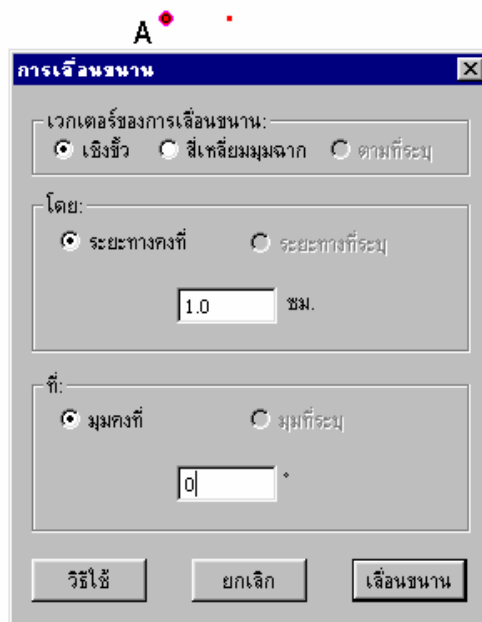 A
การเลื่อนขนาน
เวกเตอร์ของการเลื่อนขนาน:
เชิงขั้ว สี่เหลี่ยมมุมฉาก ตามที่ระบุ
โดย:
ระยะทางคงที่ ระยะทางที่ระบุ
1.0 ซม.
ที่:
มุมคงที่ มุมที่ระบุ
0 °
วิธีใช้ ยกเลิก เลื่อนขนาน